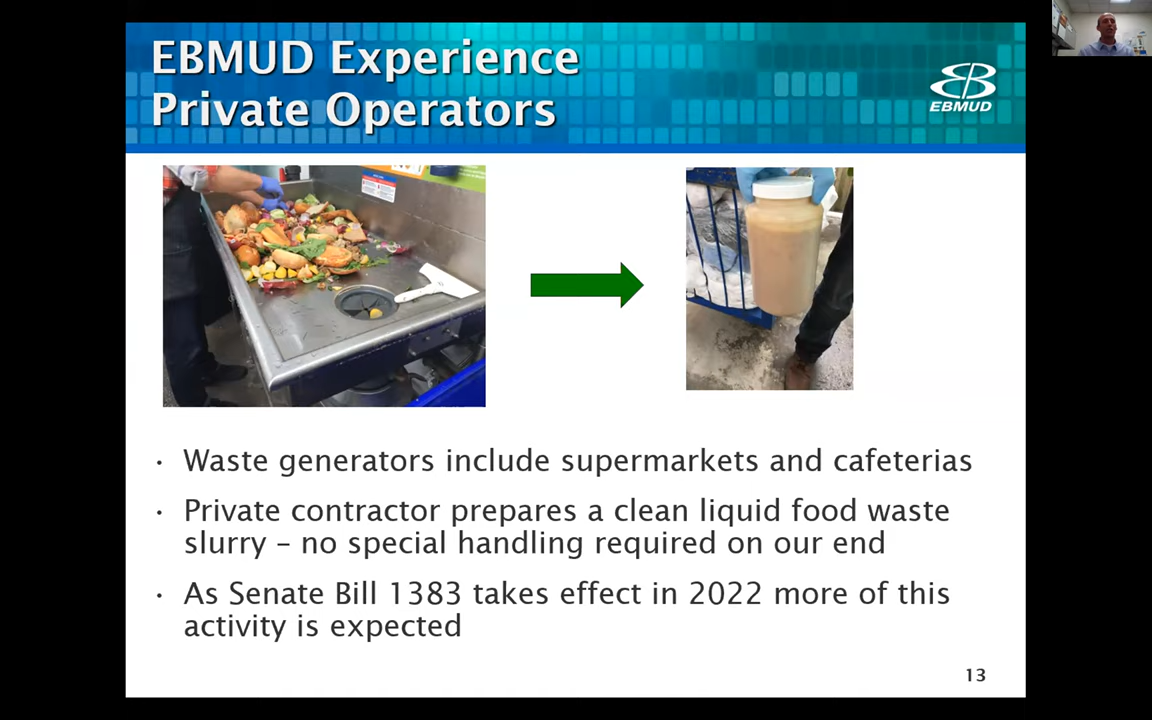 EBMUD Experience
Private Operators
EBMUD
· Waste generators include supermarkets and cafeterias
· Private contractor prepares a clean liquid food waste
slurry – no special handling required on our end
· As Senate Bill 1383 takes effect in 2022 more of this
activity is expected
13